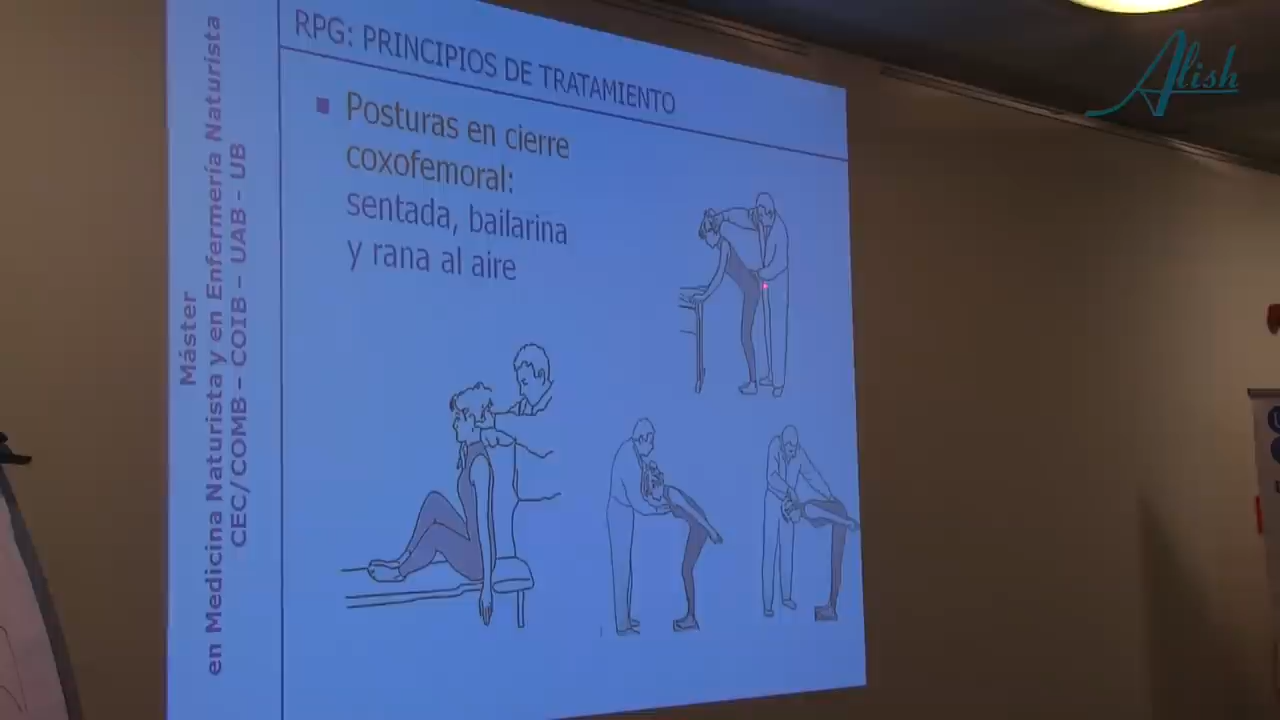 RPG: PRINCIPIOS DE TRATAMIENTO
Posturas en cierre
coxofemoral:
sentada, bailarina
y rana al aire
Máster
en Medicina Naturista y en Enfermería Naturista
CEC/COMB – COIB – UAB - UB
Alish